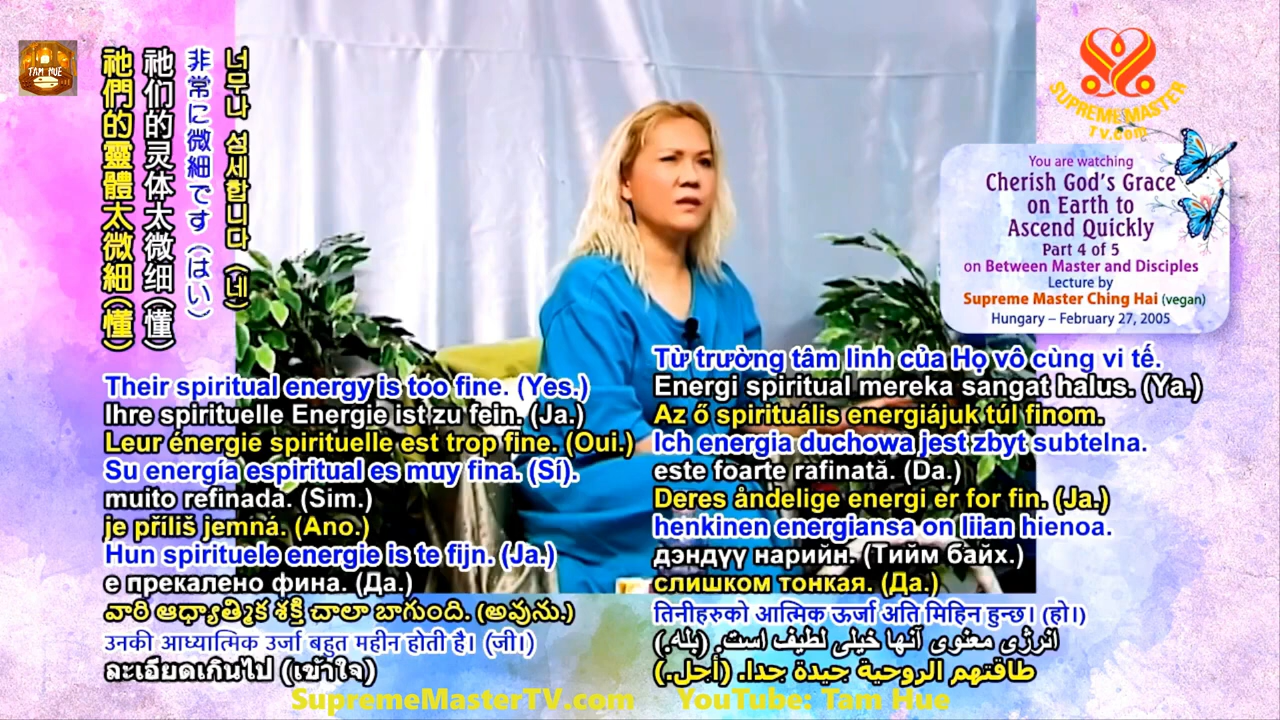 TAM HUE
祂們的靈體太微細(懂)
祂们的灵体太微细(懂)
非常に微細です(はい)
너무나 섬세합니다 (네)
SUPREME MASTER
TV.com
You are watching
Cherish God's Grace
on Earth to
Ascend Quickly
Part 4 of 5
on Between Master and Disciples
Lecture by
Supreme Master Ching Hai (vegan)
Hungary – February 27, 2005
Their spiritual energy is too fine. (Yes.)
Ihre spirituelle Energie ist zu fein. (Ja.)
Leur énergie spirituelle est trop fine. (Oui.)
Su energía espiritual es muy fina. (Sí).
muito refinada. (Sim.)
je příliš jemná. (Ano.)
Hun spirituele energie is te fijn. (Ja.)
е прекалено фина. (Да.)
వారి ఆధ్యాత్మిక శక్తి చాలా బాగుంది. (అవును.)
उनकी आध्यात्मिक उर्जा बहुत महीन होती है। (जी।)
ละเอียดเกินไป (เข้าใจ)
Từ trường tâm linh của Họ vô cùng vi tế.
Energi spiritual mereka sangat halus. (Ya.)
Az ő spirituális energiájuk túl finom.
Ich energia duchowa jest zbyt subtelna.
este foarte rafinată. (Da.)
Deres åndelige energi er for fin. (Ja.)
henkinen energiansa on liian hienoa.
дэндүү нарийн. (Тийм байх.)
слишком тонкая. (Да.)
तिनीहरुको आत्मिक ऊर्जा अति मिहिन हुन्छ। (हो।)
انرژی معنوی آنها خیلی لطیف است. (بله.)
طاقتهم الروحية جيدة جدا. (أجل.)
SupremeMasterTV.com
YouTube: Tam Hue